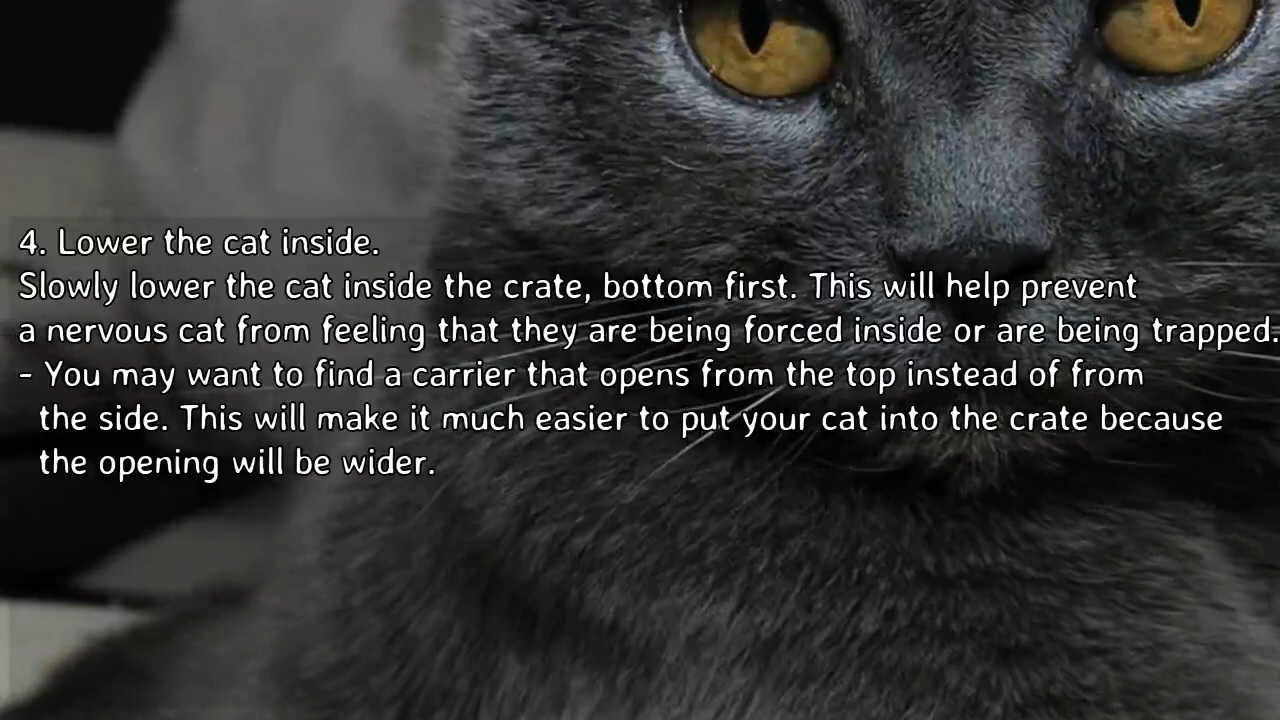 4. Lower the cat inside.
Slowly lower the cat inside the crate, bottom first. This will help prevent
a nervous cat from feeling that they are being forced inside or are being trapped.
- You may want to find a carrier that opens from the top instead of from
the side. This will make it much easier to put your cat into the crate because
the opening will be wider.